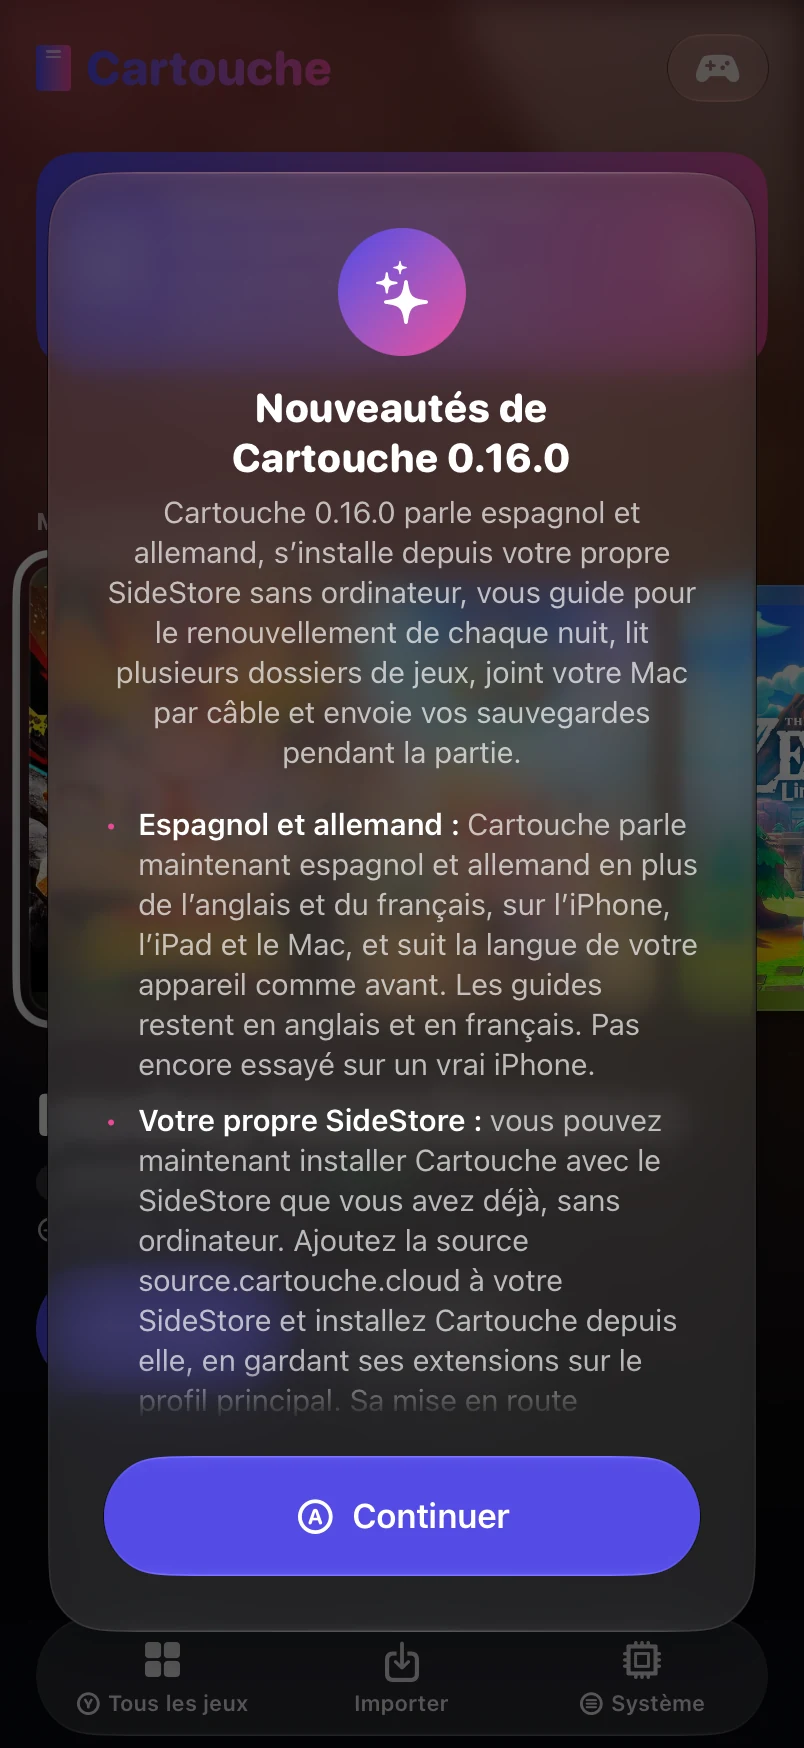 Cartouche
Nouveautés de
Cartouche 0.16.0
Cartouche 0.16.0 parle espagnol et
allemand, s’installe depuis votre propre
SideStore sans ordinateur, vous guide pour
le renouvellement de chaque nuit, lit
plusieurs dossiers de jeux, joint votre Mac
par câble et envoie vos sauvegardes
pendant la partie.
• Espagnol et allemand : Cartouche parle
maintenant espagnol et allemand en plus
de l’anglais et du français, sur l’iPhone,
l’iPad et le Mac, et suit la langue de votre
appareil comme avant. Les guides
restent en anglais et en français. Pas
encore essayé sur un vrai iPhone.
• Votre propre SideStore : vous pouvez
maintenant installer Cartouche avec le
SideStore que vous avez déjà, sans
ordinateur. Ajoutez la source
source.cartouche.cloud à votre
SideStore et installez Cartouche depuis
elle, en gardant ses extensions sur le
profil principal. Sa mise en route
A Continuer
Y Tous les jeux
Importer
Système